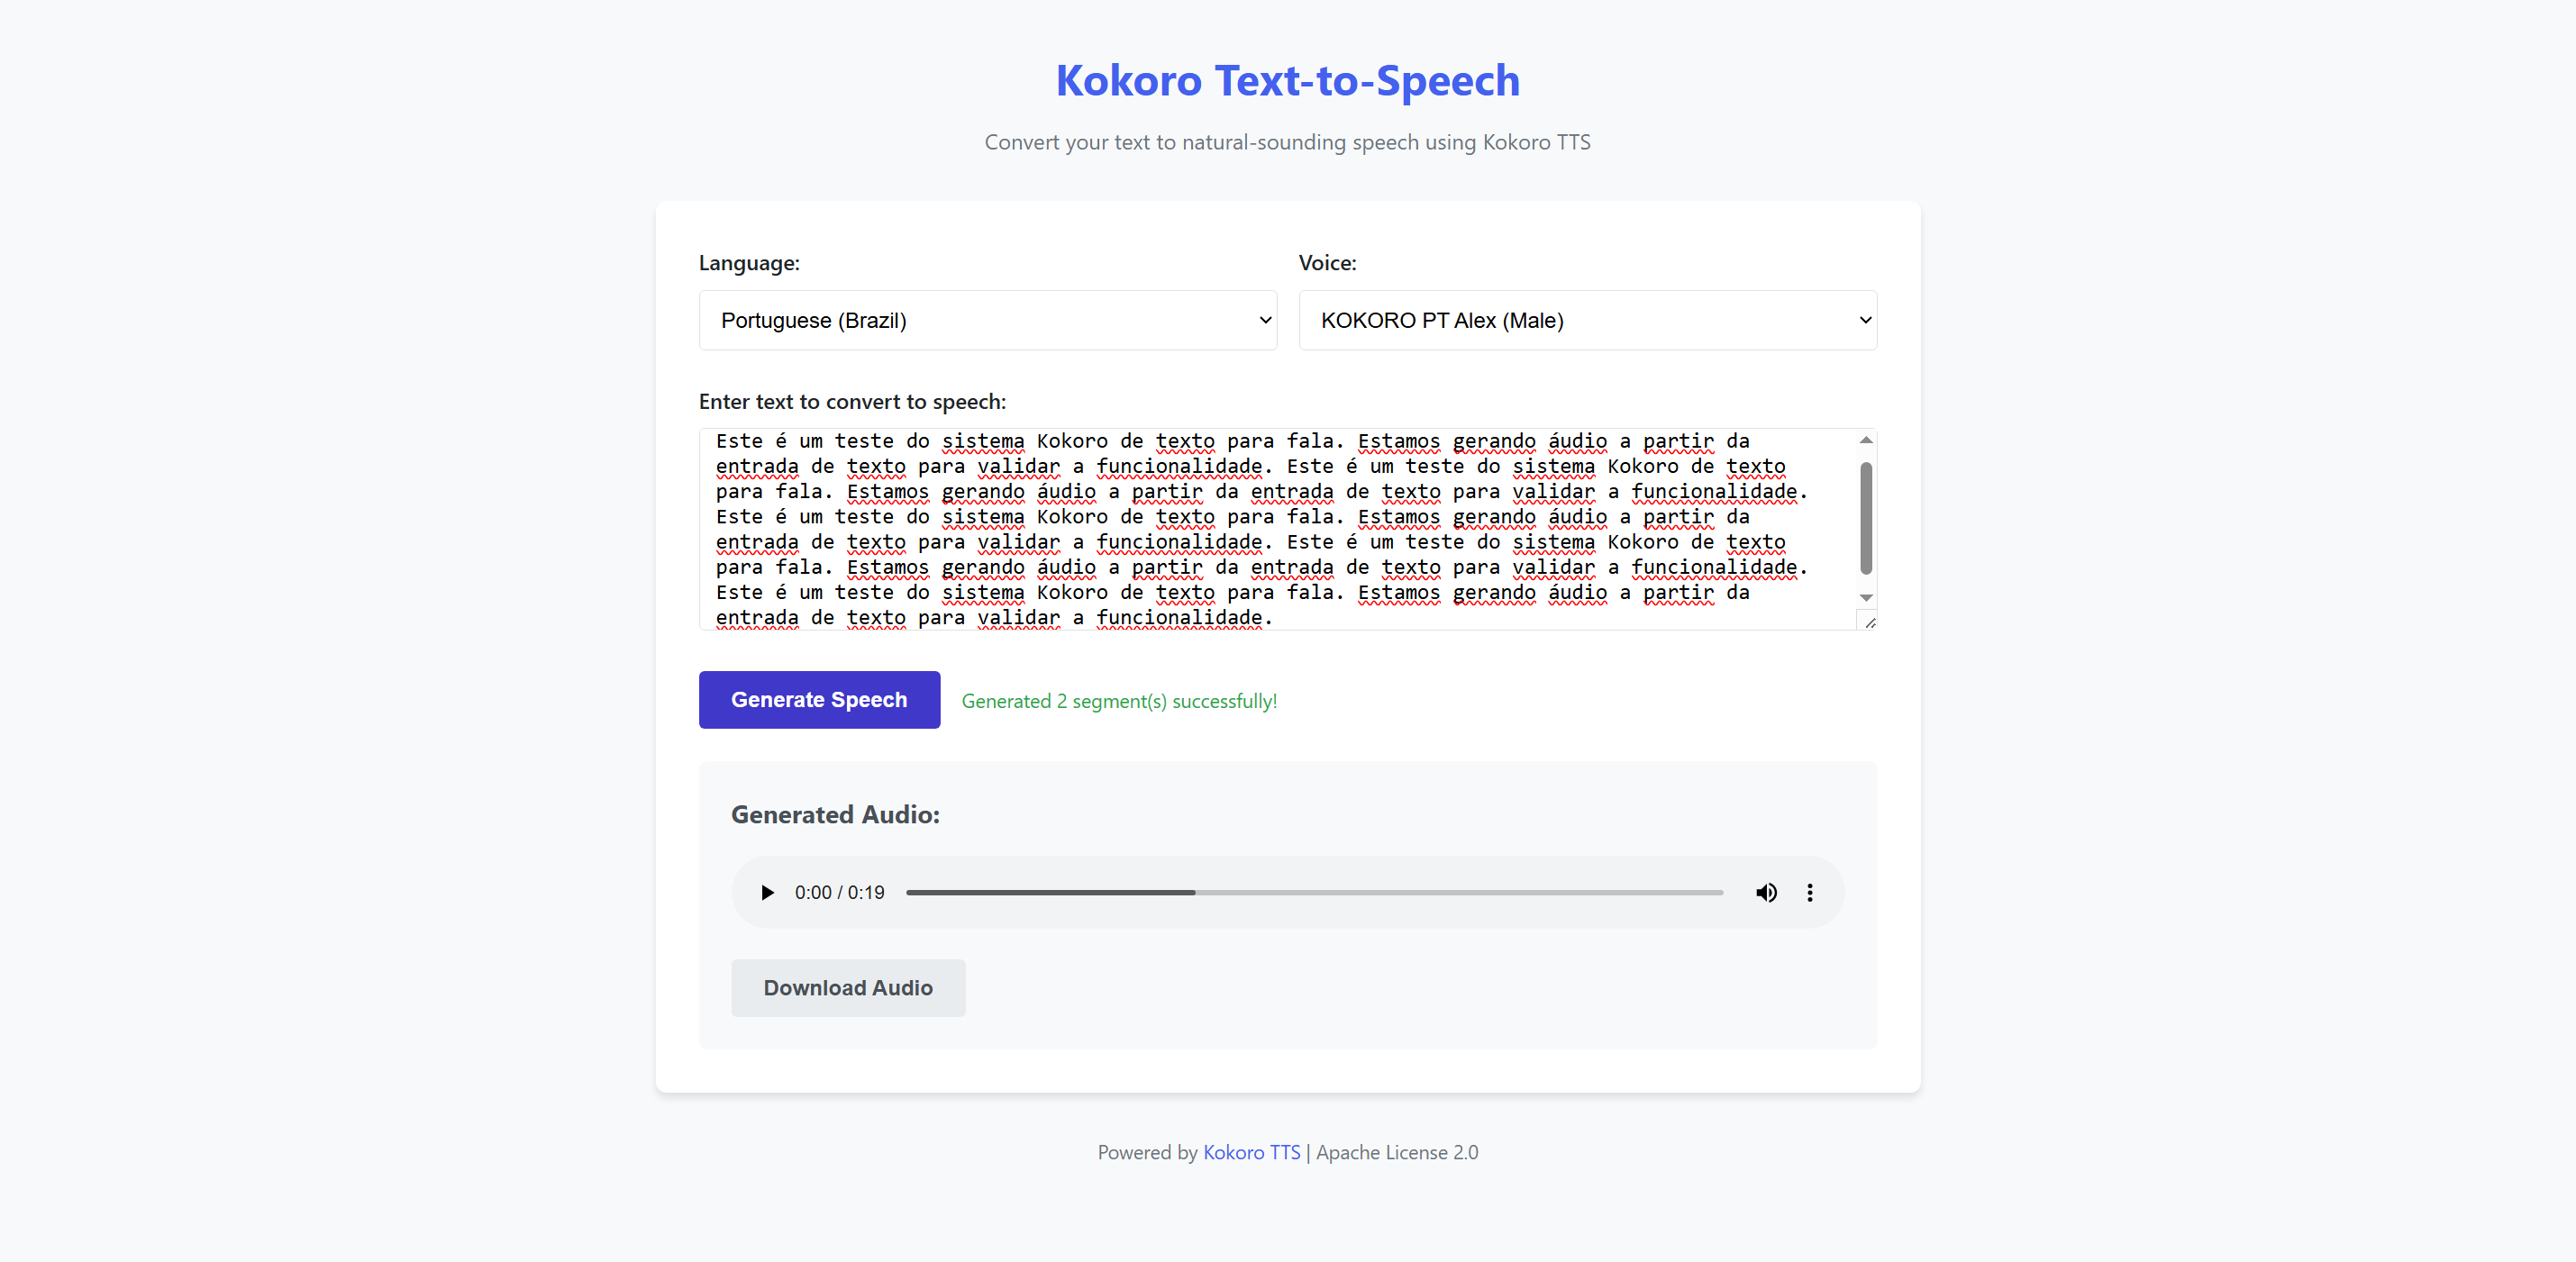 Kokoro Text-to-Speech
Convert your text to natural-sounding speech using Kokoro TTS
Language:
Voice:
Portuguese (Brazil)
KOKORO PT Alex (Male)
Enter text to convert to speech:
Este é um teste do sistema Kokoro de texto para fala. Estamos gerando áudio a partir da
entrada de texto para validar a funcionalidade. Este é um teste do sistema Kokoro de texto
para fala. Estamos gerando áudio a partir da entrada de texto para validar a funcionalidade.
Este é um teste do sistema Kokoro de texto para fala. Estamos gerando áudio a partir da
entrada de texto para validar a funcionalidade. Este é um teste do sistema Kokoro de texto
para fala. Estamos gerando áudio a partir da entrada de texto para validar a funcionalidade.
Este é um teste do sistema Kokoro de texto para fala. Estamos gerando áudio a partir da
entrada de texto para validar a funcionalidade.
Generate Speech
Generated 2 segment(s) successfully!
Generated Audio:
0:00 / 0:19
Download Audio
Powered by Kokoro TTS | Apache License 2.0